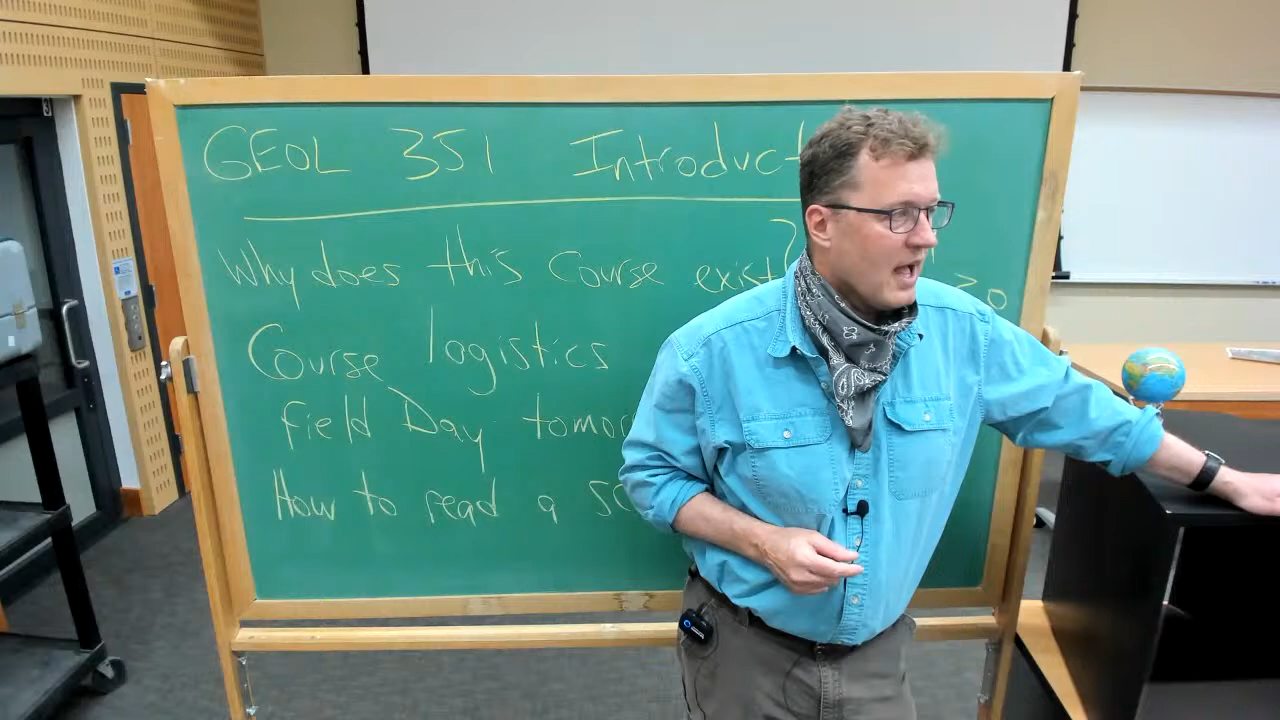 GEOL 351 Introduct
Why does this Course exist?
Course logistics
Field Day tomor
How to read a sc